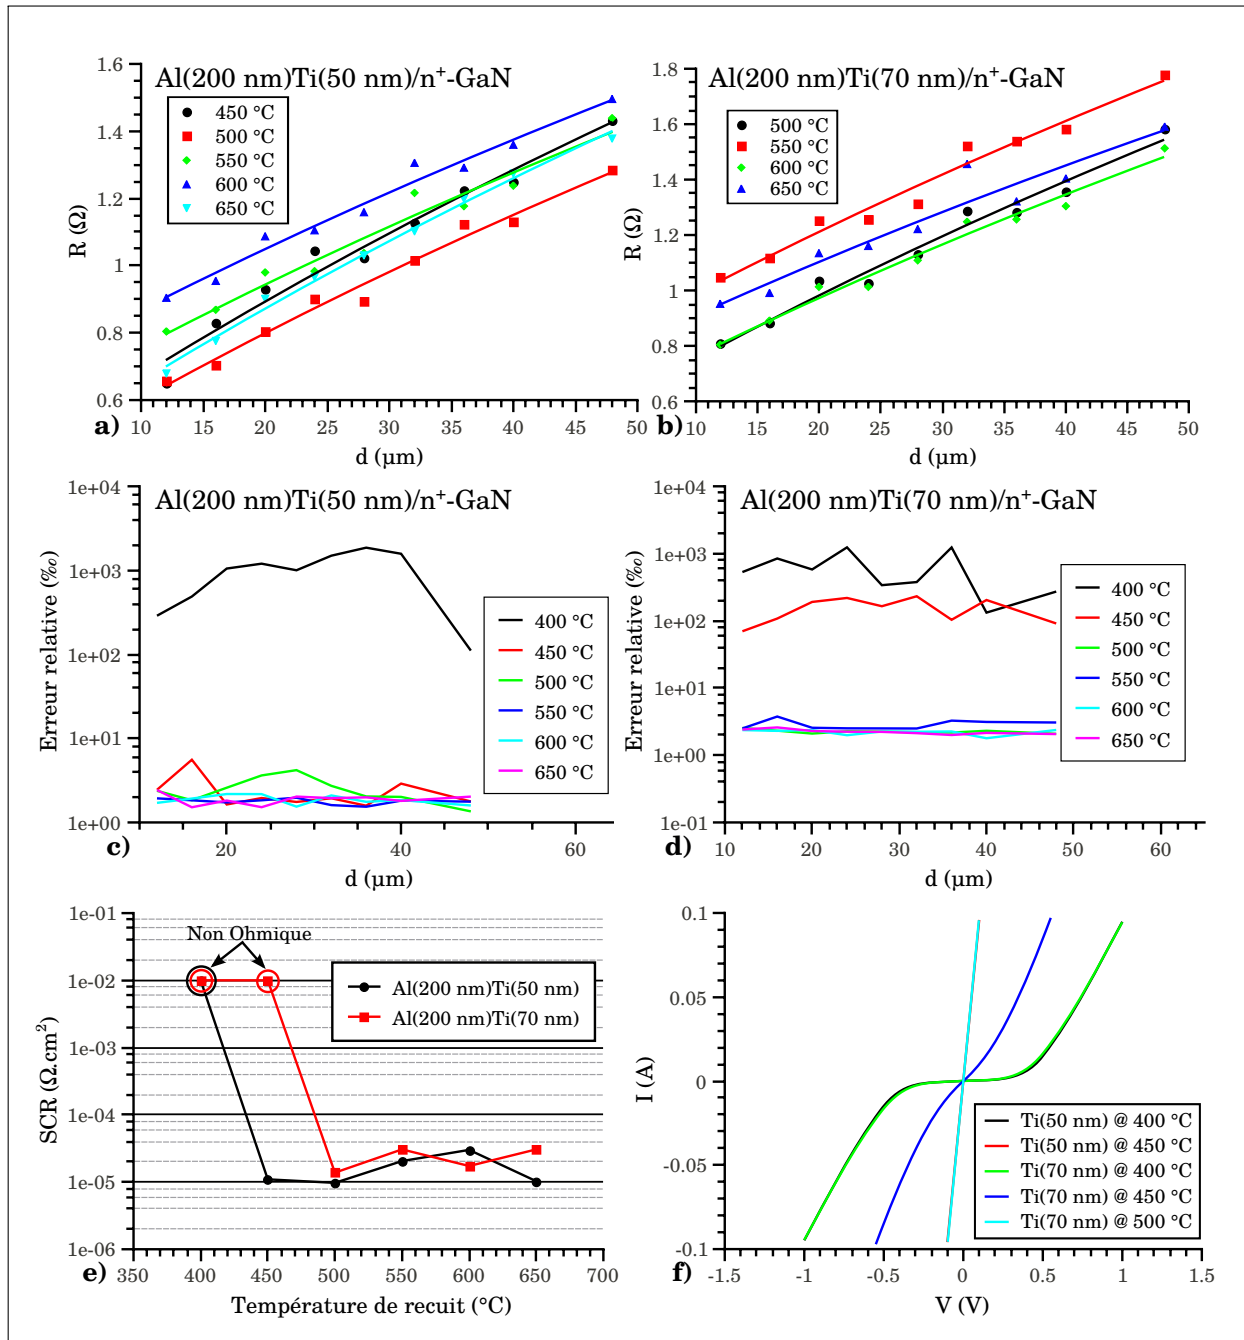 Al(200 nm)Ti(50 nm)/n⁺-GaN
450 °C
500 °C
550 °C
600 °C
650 °C
R (Ω)
1.6
1.4
1.2
1
0.8
0.6
10 15 20 25 30 35 40 45 50
a)
d (µm)
Al(200 nm)Ti(70 nm)/n⁺-GaN
500 °C
550 °C
600 °C
650 °C
R (Ω)
1.8
1.6
1.4
1.2
1.0
0.8
0.6
10 15 20 25 30 35 40 45 50
b)
d (µm)
Al(200 nm)Ti(50 nm)/n⁺-GaN
Erreur relative (‰)
1e+04
1e+03
1e+02
1e+01
1e+00
400 °C
450 °C
500 °C
550 °C
600 °C
650 °C
20 40 60
c)
d (µm)
Al(200 nm)Ti(70 nm)/n⁺-GaN
Erreur relative (‰)
1e+04
1e+03
1e+02
1e+01
1e+00
1e-01
400 °C
450 °C
500 °C
550 °C
600 °C
650 °C
10 20 30 40 50 60
d)
d (µm)
SCR (Ω.cm²)
1e-01
1e-02
1e-03
1e-04
1e-05
1e-06
Non Ohmique
Al(200 nm)Ti(50 nm)
Al(200 nm)Ti(70 nm)
350 400 450 500 550 600 650 700
e)
Température de recuit (°C)
I (A)
0.1
0.05
0
-0.05
-0.1
Ti(50 nm) @ 400 °C
Ti(50 nm) @ 450 °C
Ti(70 nm) @ 400 °C
Ti(70 nm) @ 450 °C
Ti(70 nm) @ 500 °C
-1.5 -1 -0.5 0 0.5 1 1.5
f)
V (V)